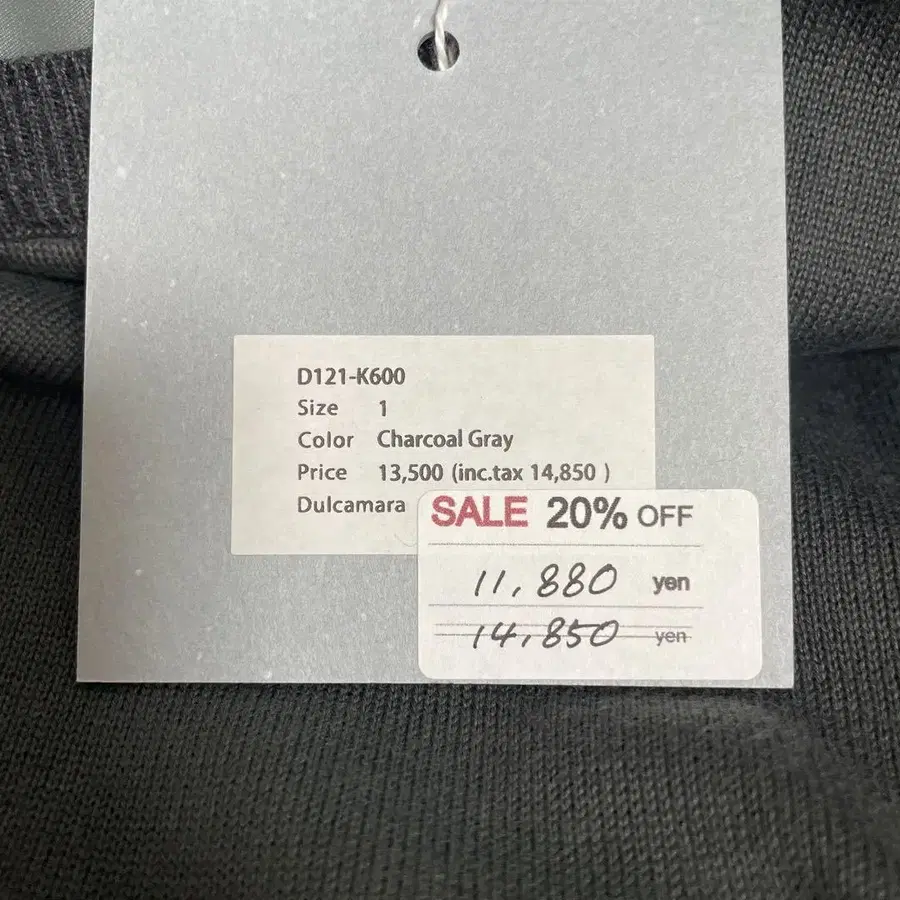 D121-K600
Size 1
Color Charcoal Gray
Price 13,500 (inc.tax 14,850 )
Dulcamara
SALE 20% OFF
11,880 yen
14,850 yen